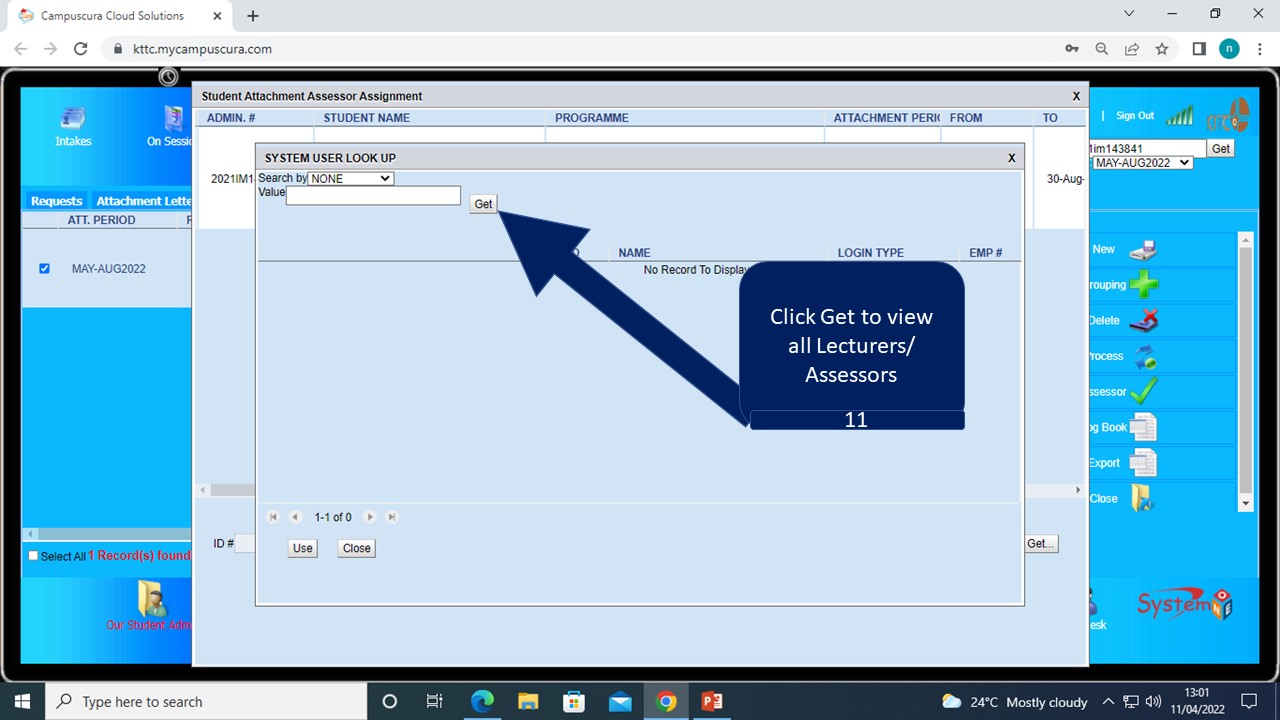 Campuscura Cloud Solutions
kttc.mycampuscura.com
n
Student Attachment Assessor Assignment X
ADMIN. # STUDENT NAME PROGRAMME ATTACHMENT PERI FROM TO
Intakes
On Sessi
| Sign Out
im143841 Get
MAY-AUG2022
SYSTEM USER LOOK UP X
Search by NONE
Value
Get
2021IM1
30-Aug-
Requests Attachment Lette
ATT. PERIOD
MAY-AUG2022
NAME LOGIN TYPE EMP #
No Record To Display
Click Get to view
all Lecturers/
Assessors
11
New
rouping
Delete
Process
ssessor
og Book
Export
Close
1-1 of 0
Use Close
ID #
Get...
Select All 1 Record(s) found
Our Student Admi
System NE
esk
Type here to search
24°C Mostly cloudy
13:01
11/04/2022